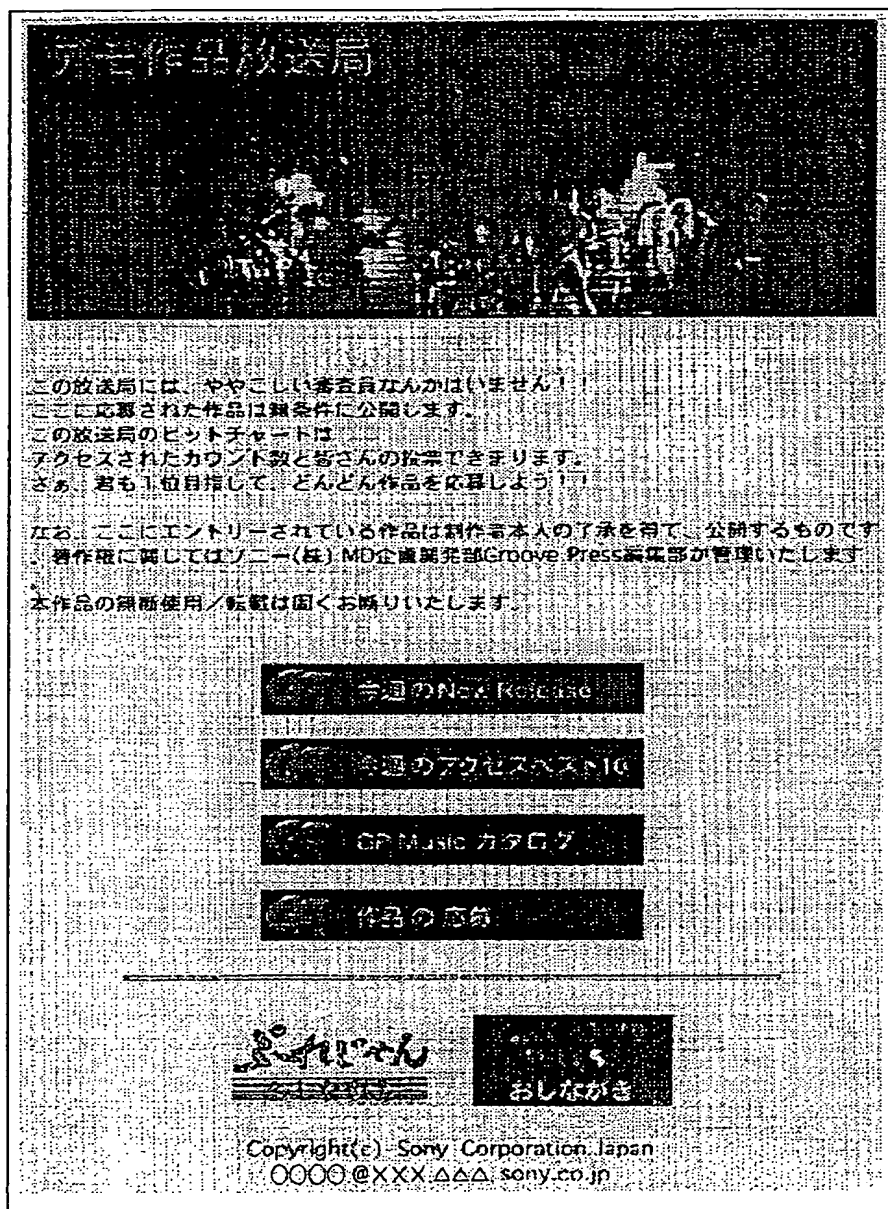 デモ作品放送局
この放送局には、ややこしい審査員なんかはいません！！
ここに応募された作品は無条件に公開します。
この放送局のヒットチャートは
アクセスされたカウント数と皆さんの投票できまります。
さぁ、君も１位目指して、どんどん作品を応募しよう！！
なお、ここにエントリーされている作品は制作者本人の了承を得て、公開するものです
。著作権に関してはソニー(株) MD企画開発部Groove Press編集部が管理いたします
。
本作品の無断使用／転載は固くお断りいたします。
今週のNew Release
今週のアクセスベスト10
GP Music カタログ
作品の応募
おしながき
Copyright(c) Sony Corporation Japan
○○○○@×××.△△△.sony.co.jp